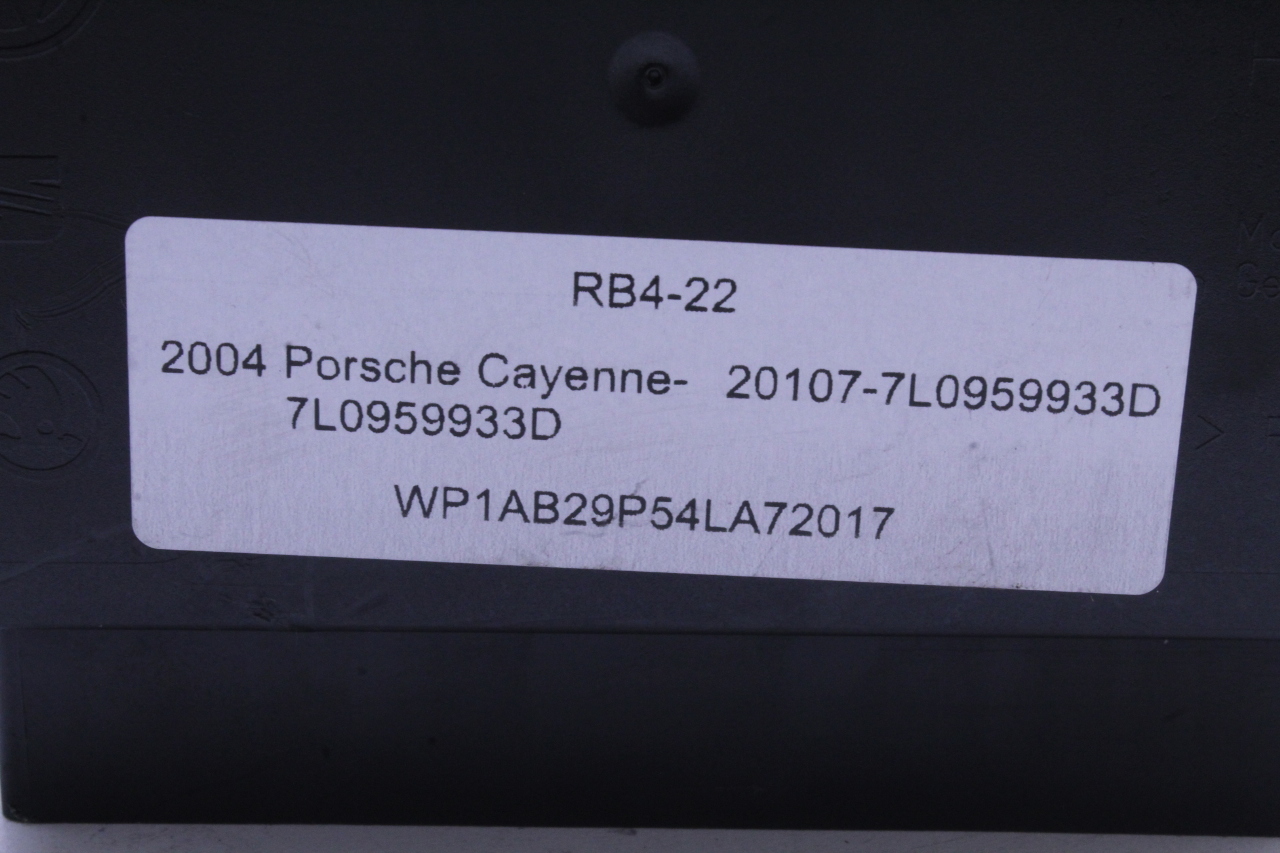 RB4-22
2004 Porsche Cayenne- 20107-7L0959933D
7L0959933D
WP1AB29P54LA72017